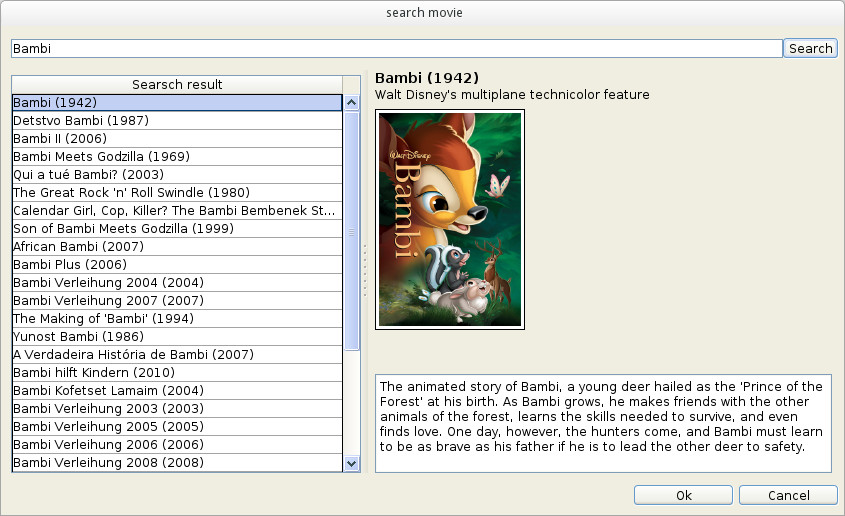 search movie
Bambi
Search
Searsch result
Bambi (1942)
Detstvo Bambi (1987)
Bambi II (2006)
Bambi Meets Godzilla (1969)
Qui a tué Bambi? (2003)
The Great Rock 'n' Roll Swindle (1980)
Calendar Girl, Cop, Killer? The Bambi Bembenek St...
Son of Bambi Meets Godzilla (1999)
African Bambi (2007)
Bambi Plus (2006)
Bambi Verleihung 2004 (2004)
Bambi Verleihung 2007 (2007)
The Making of 'Bambi' (1994)
Yunost Bambi (1986)
A Verdadeira História de Bambi (2007)
Bambi hilft Kindern (2010)
Bambi Kofetset Lamaim (2004)
Bambi Verleihung 2003 (2003)
Bambi Verleihung 2005 (2005)
Bambi Verleihung 2006 (2006)
Bambi Verleihung 2008 (2008)
Bambi (1942)
Walt Disney's multiplane technicolor feature
Walt Disney
Bambi
The animated story of Bambi, a young deer hailed as the 'Prince of the
Forest' at his birth. As Bambi grows, he makes friends with the other
animals of the forest, learns the skills needed to survive, and even
finds love. One day, however, the hunters come, and Bambi must learn
to be as brave as his father if he is to lead the other deer to safety.
Ok
Cancel